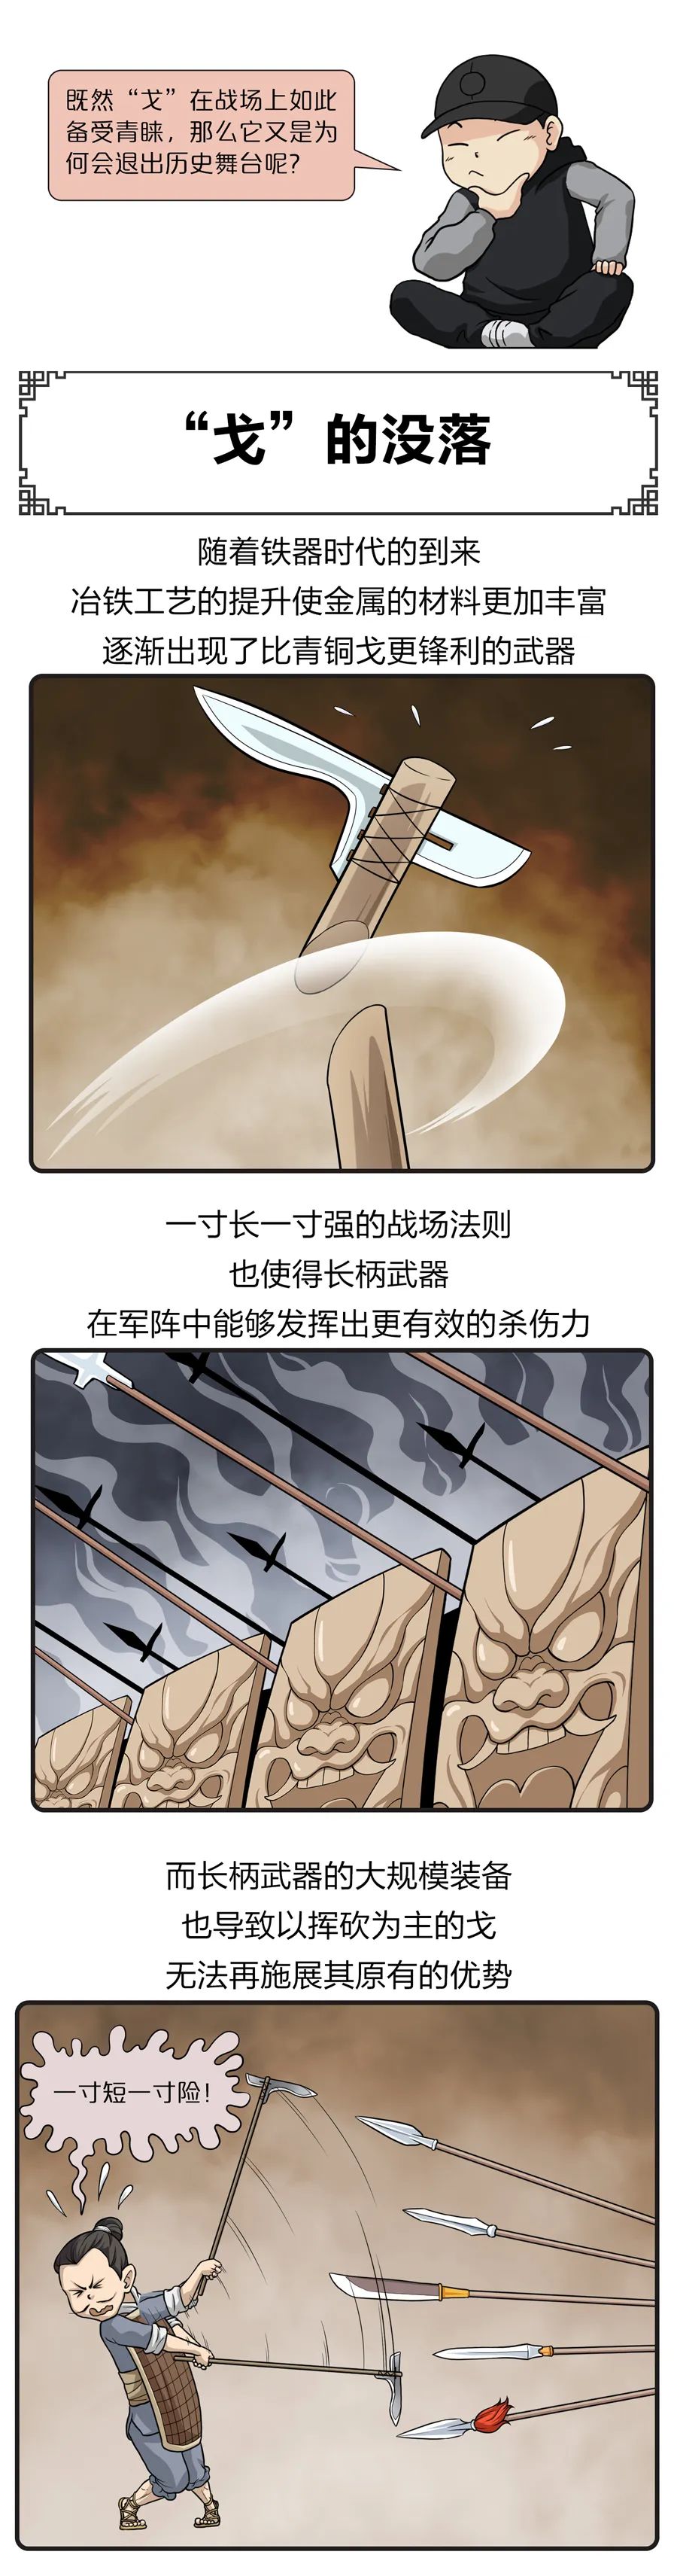 既然“戈”在战场上如此
备受青睐，那么它又是为
何会退出历史舞台呢?
“戈”的没落
随着铁器时代的到来
冶铁工艺的提升使金属的材料更加丰富
逐渐出现了比青铜戈更锋利的武器
一寸长一寸强的战场法则
也使得长柄武器
在军阵中能够发挥出更有效的杀伤力
而长柄武器的大规模装备
也导致以挥砍为主的戈
无法再施展其原有的优势
一寸短一寸险!